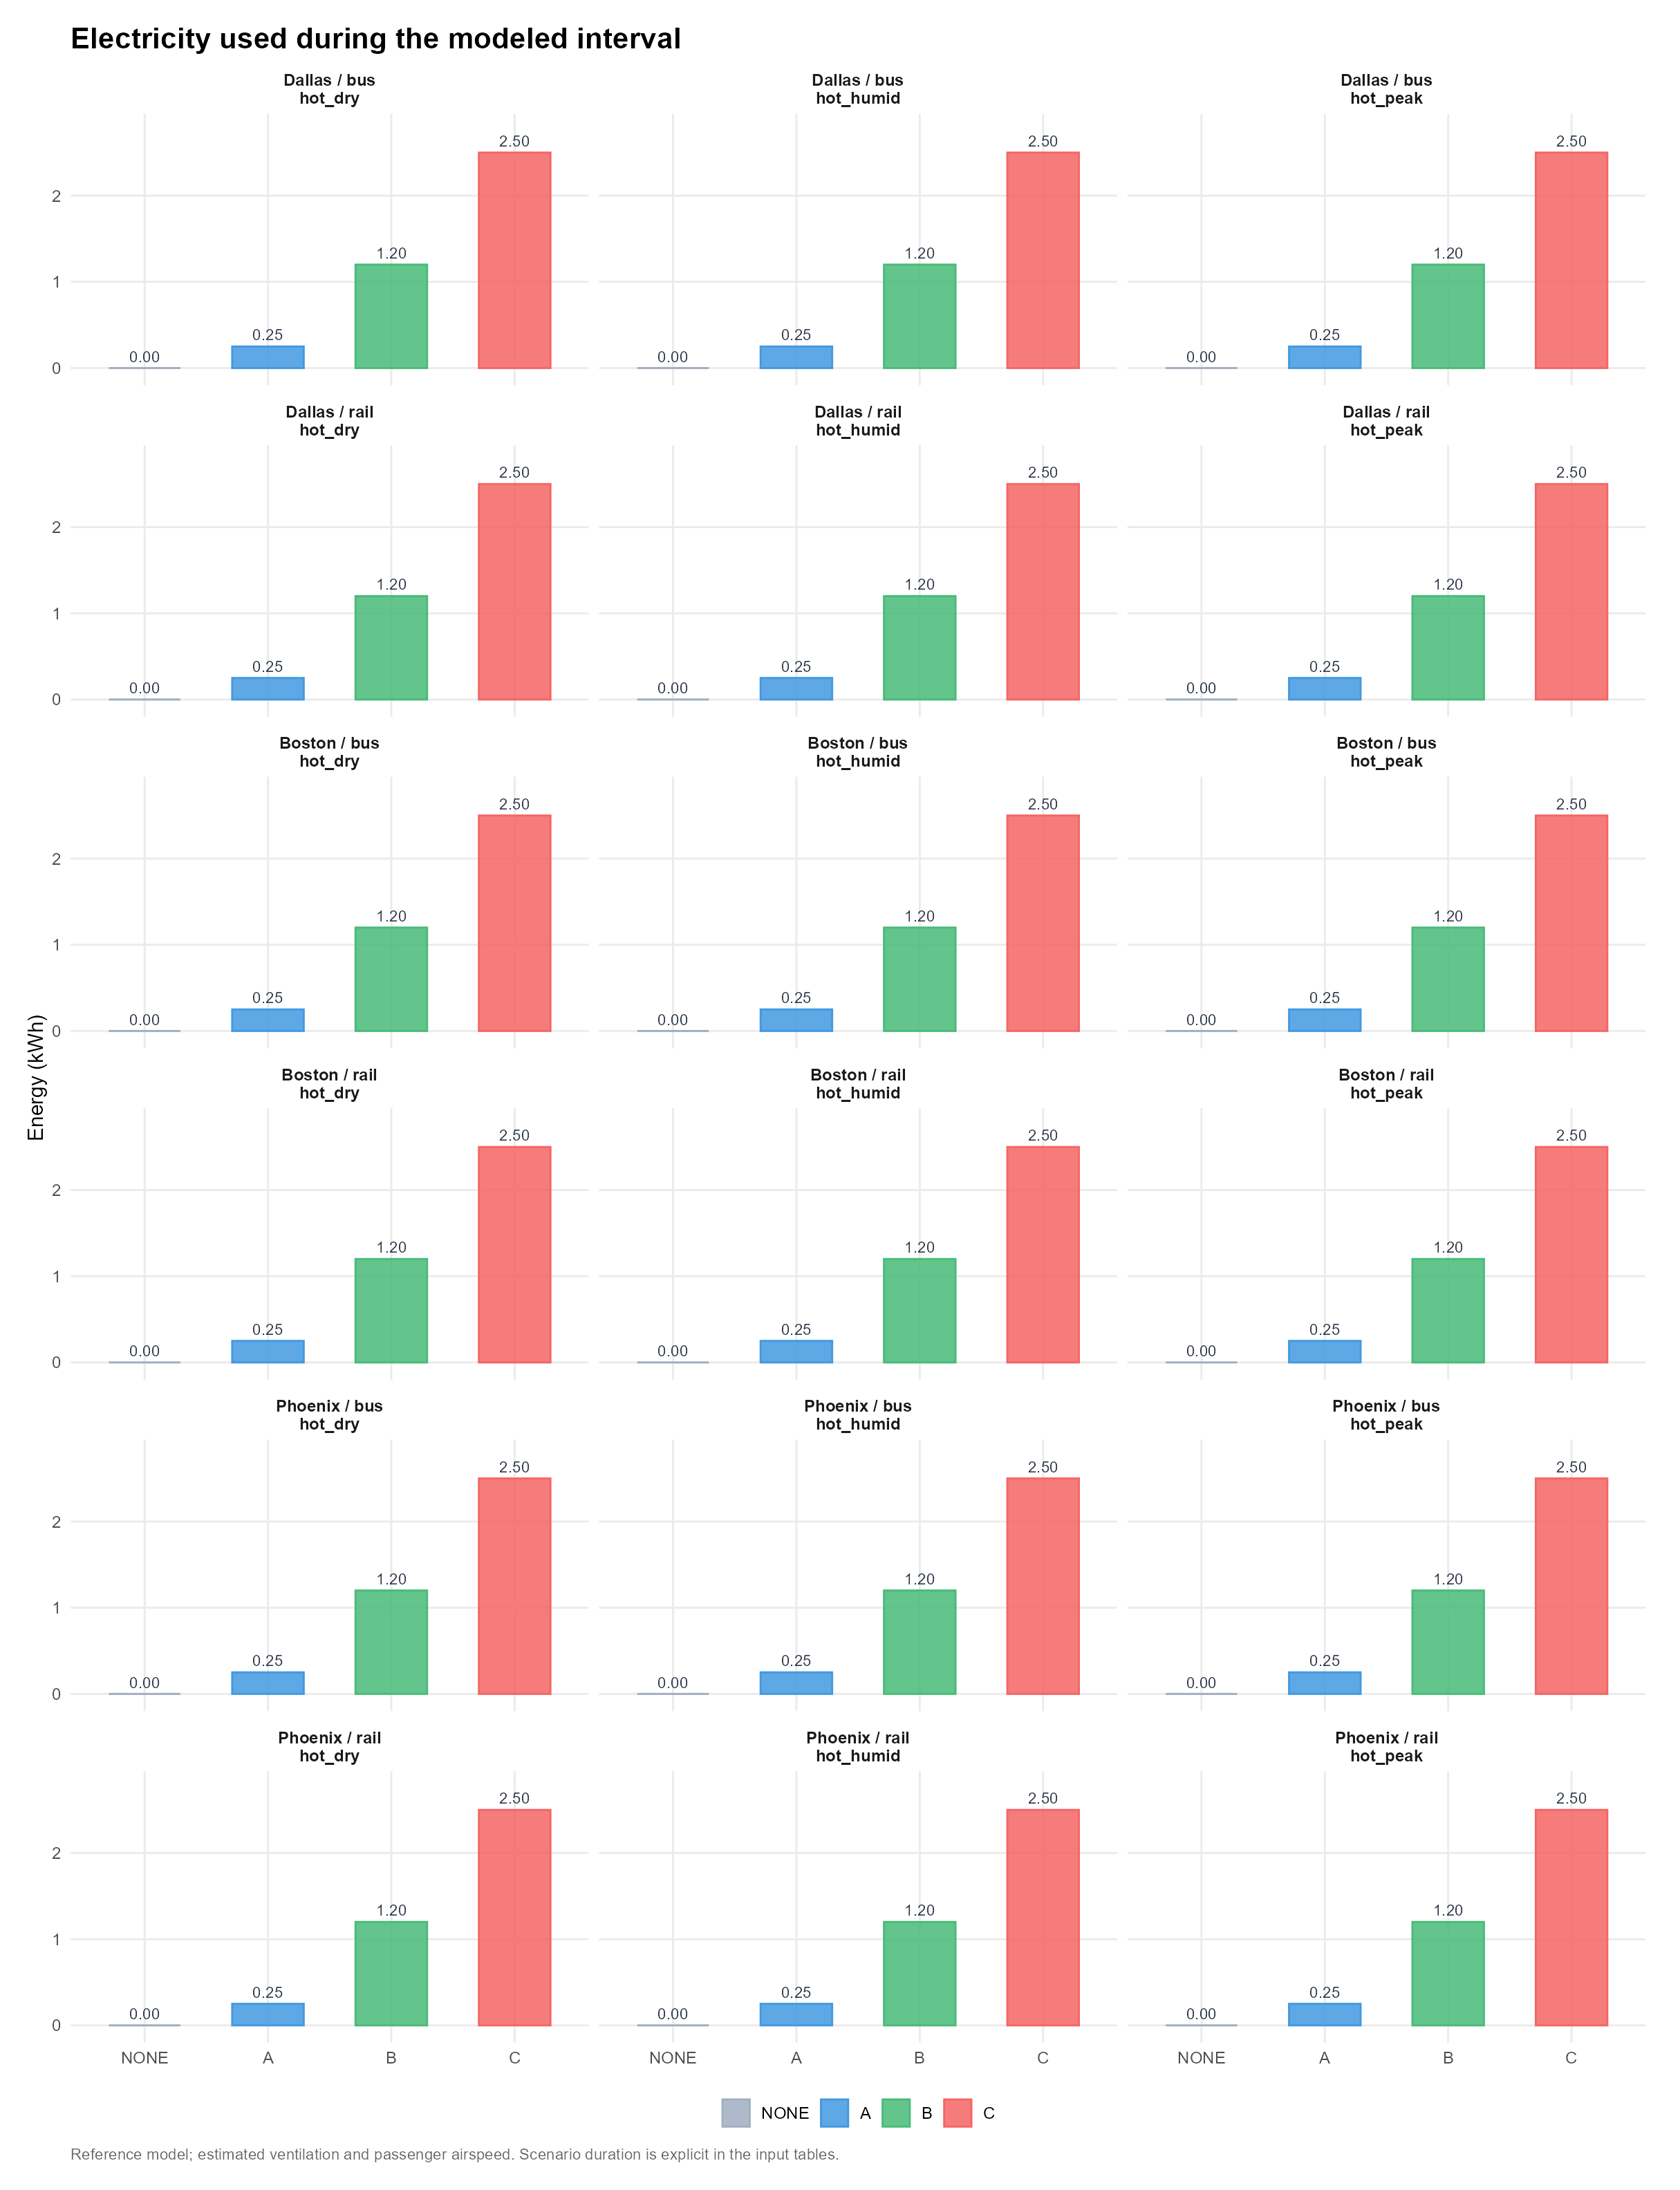 Electricity used during the modeled interval
Dallas / bus
hot_dry
Dallas / bus
hot_humid
Dallas / bus
hot_peak
Energy (kWh)
2
1
0
0.00 0.25 1.20 2.50
0.00 0.25 1.20 2.50
0.00 0.25 1.20 2.50
Dallas / rail
hot_dry
Dallas / rail
hot_humid
Dallas / rail
hot_peak
2
1
0
0.00 0.25 1.20 2.50
0.00 0.25 1.20 2.50
0.00 0.25 1.20 2.50
Boston / bus
hot_dry
Boston / bus
hot_humid
Boston / bus
hot_peak
2
1
0
0.00 0.25 1.20 2.50
0.00 0.25 1.20 2.50
0.00 0.25 1.20 2.50
Boston / rail
hot_dry
Boston / rail
hot_humid
Boston / rail
hot_peak
2
1
0
0.00 0.25 1.20 2.50
0.00 0.25 1.20 2.50
0.00 0.25 1.20 2.50
Phoenix / bus
hot_dry
Phoenix / bus
hot_humid
Phoenix / bus
hot_peak
2
1
0
0.00 0.25 1.20 2.50
0.00 0.25 1.20 2.50
0.00 0.25 1.20 2.50
Phoenix / rail
hot_dry
Phoenix / rail
hot_humid
Phoenix / rail
hot_peak
2
1
0
0.00 0.25 1.20 2.50
0.00 0.25 1.20 2.50
0.00 0.25 1.20 2.50
NONE A B C
NONE A B C
NONE A B C
NONE A B C
Reference model; estimated ventilation and passenger airspeed. Scenario duration is explicit in the input tables.